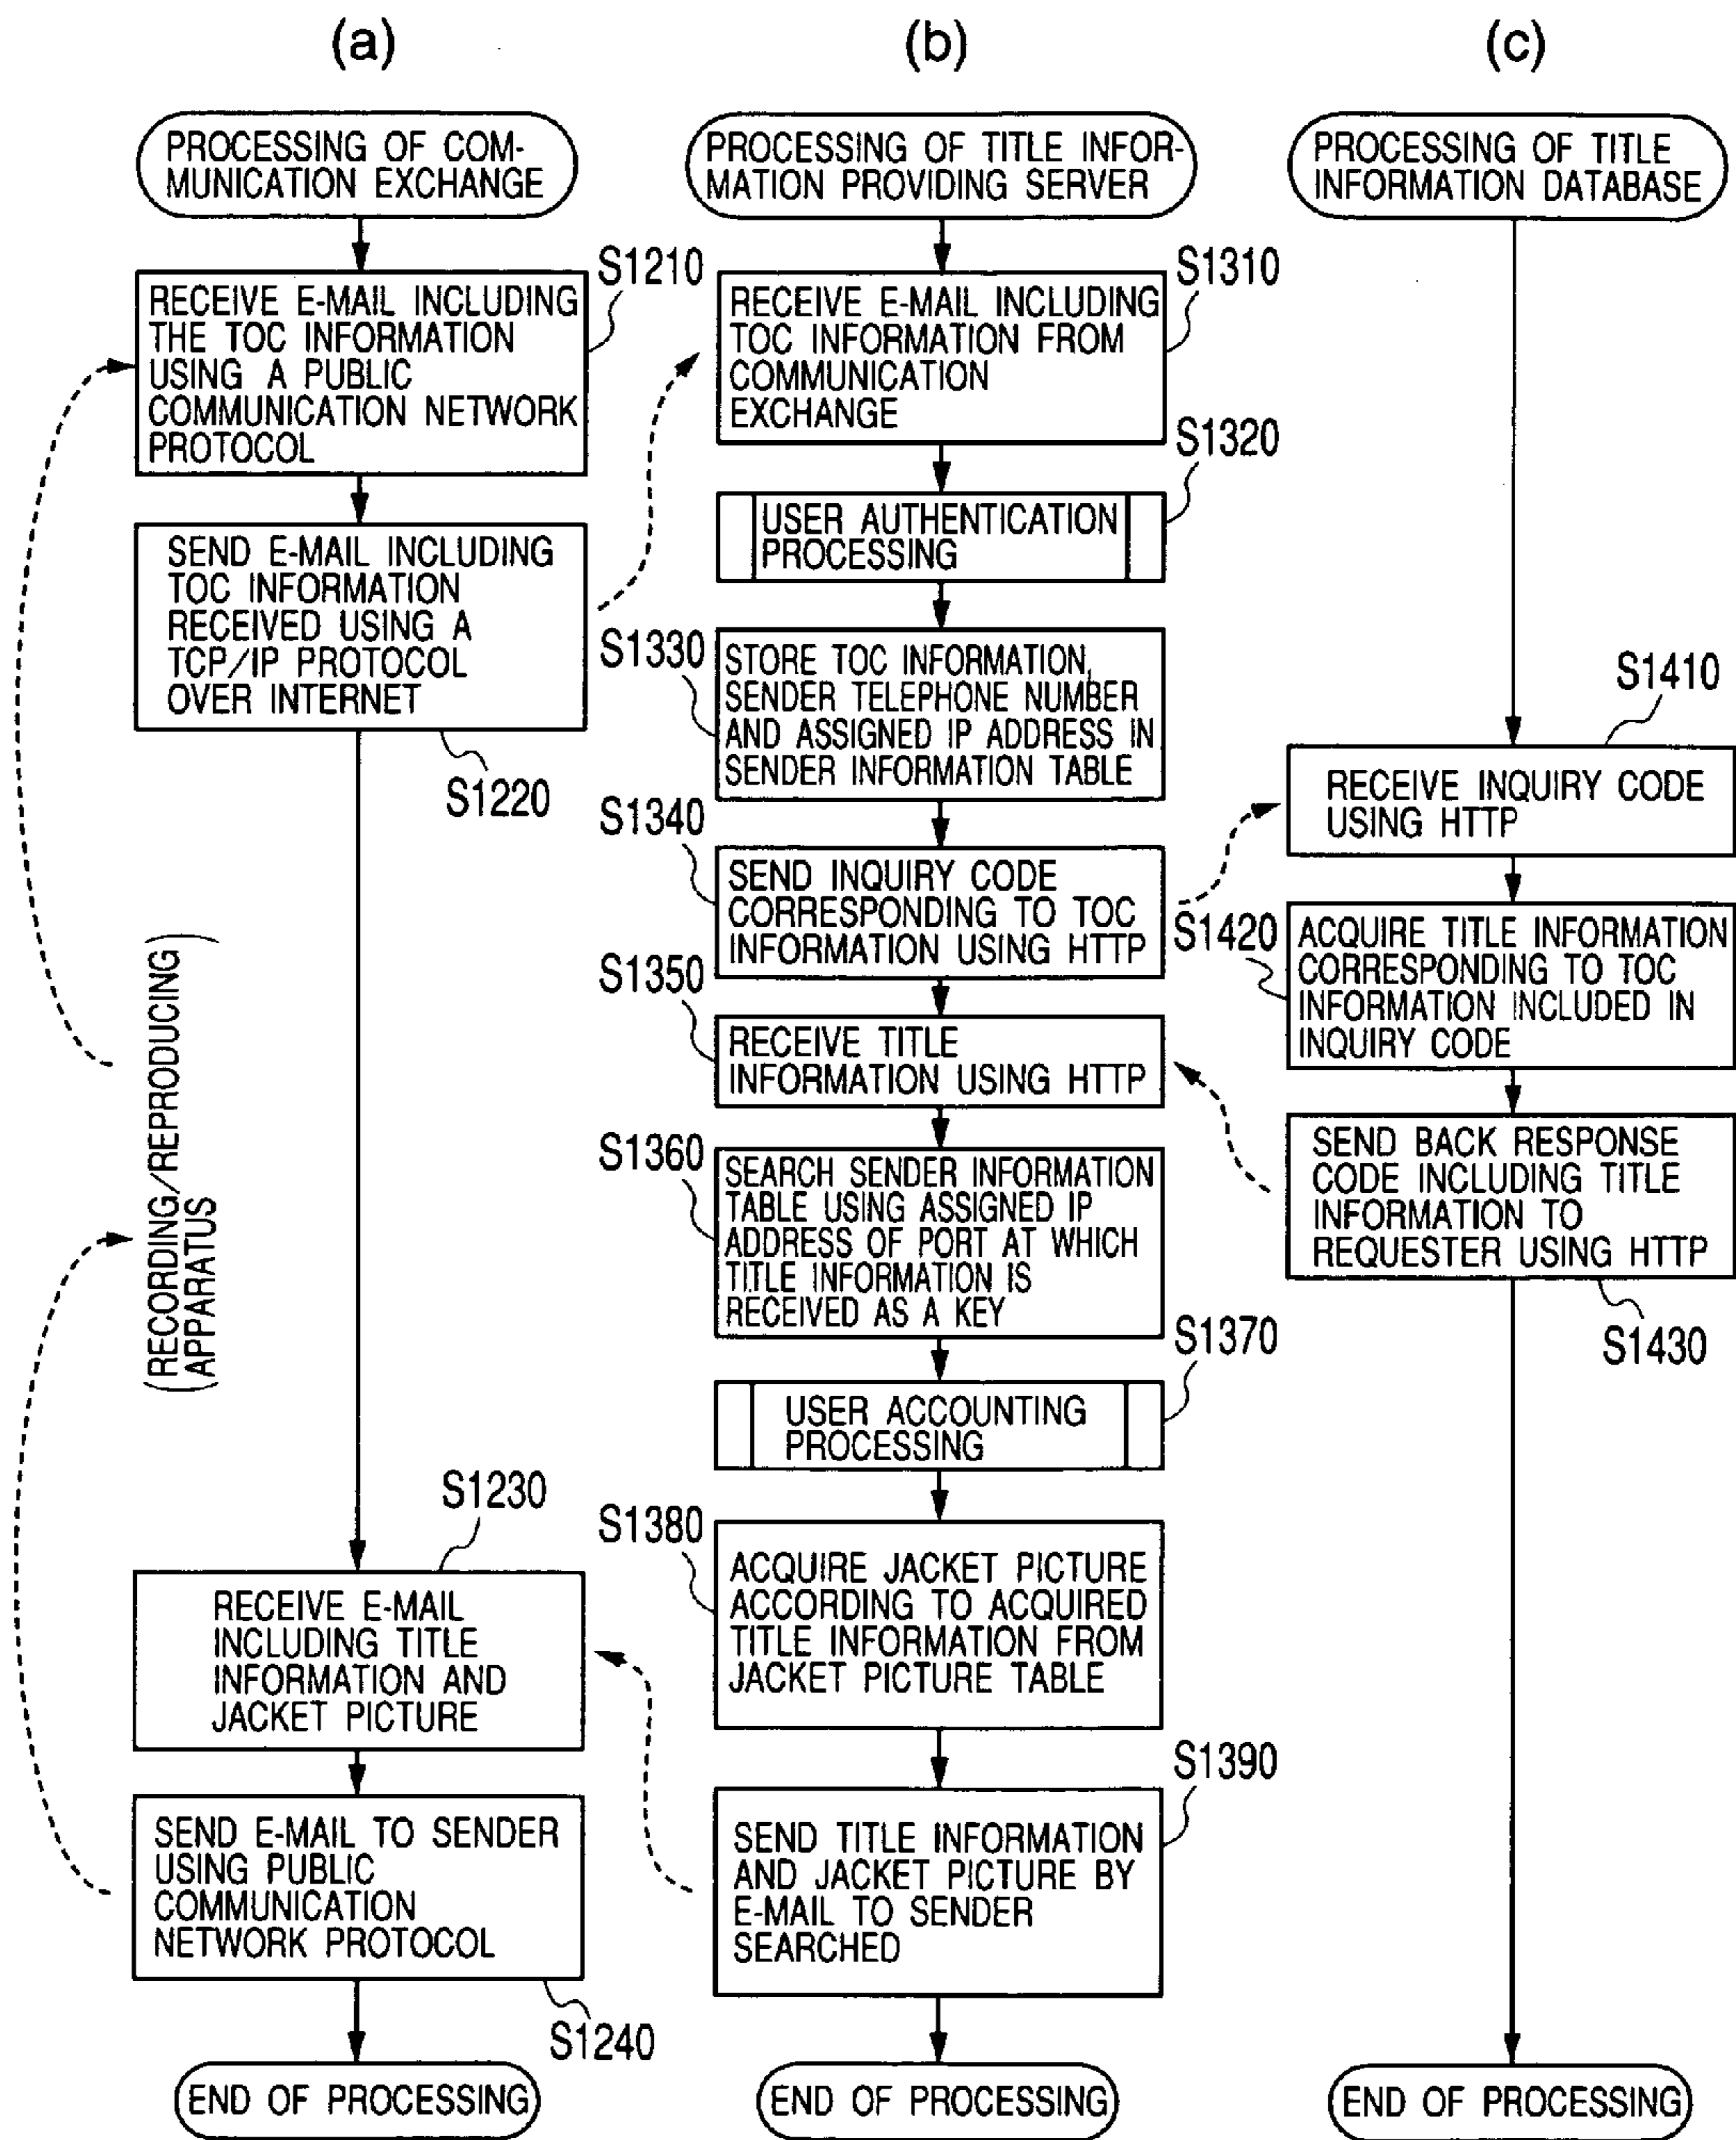 (a)
PROCESSING OF COM-
MUNICATION EXCHANGE
S1210
RECEIVE E-MAIL INCLUDING
THE TOC INFORMATION
USING A PUBLIC
COMMUNICATION NETWORK
PROTOCOL
SEND E-MAIL INCLUDING
TOC INFORMATION
RECEIVED USING A
TCP/IP PROTOCOL
OVER INTERNET
S1220
(RECORDING/REPRODUCING
APPARATUS)
S1230
RECEIVE E-MAIL
INCLUDING TITLE
INFORMATION AND
JACKET PICTURE
SEND E-MAIL TO SENDER
USING PUBLIC
COMMUNICATION
NETWORK PROTOCOL
S1240
END OF PROCESSING
(b)
PROCESSING OF TITLE INFOR-
MATION PROVIDING SERVER
S1310
RECEIVE E-MAIL INCLUDING
TOC INFORMATION FROM
COMMUNICATION
EXCHANGE
S1320
USER AUTHENTICATION
PROCESSING
S1330
STORE TOC INFORMATION,
SENDER TELEPHONE NUMBER
AND ASSIGNED IP ADDRESS IN
SENDER INFORMATION TABLE
S1340
SEND INQUIRY CODE
CORRESPONDING TO TOC
INFORMATION USING HTTP
S1350
RECEIVE TITLE
INFORMATION USING HTTP
S1360
SEARCH SENDER INFORMATION
TABLE USING ASSIGNED IP
ADDRESS OF PORT AT WHICH
TITLE INFORMATION IS
RECEIVED AS A KEY
S1370
USER ACCOUNTING
PROCESSING
S1380
ACQUIRE JACKET PICTURE
ACCORDING TO ACQUIRED
TITLE INFORMATION FROM
JACKET PICTURE TABLE
S1390
SEND TITLE INFORMATION
AND JACKET PICTURE BY
E-MAIL TO SENDER
SEARCHED
END OF PROCESSING
(c)
PROCESSING OF TITLE
INFORMATION DATABASE
S1410
RECEIVE INQUIRY CODE
USING HTTP
S1420
ACQUIRE TITLE INFORMATION
CORRESPONDING TO TOC
INFORMATION INCLUDED IN
INQUIRY CODE
SEND BACK RESPONSE
CODE INCLUDING TITLE
INFORMATION TO
REQUESTER USING HTTP
S1430
END OF PROCESSING